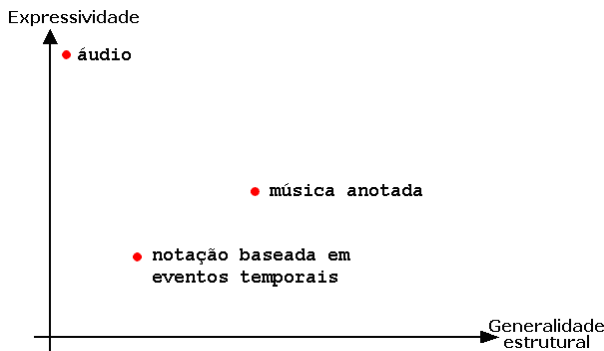 Expressividade
áudio
música anotada
notação baseada em
eventos temporais
Generalidade
estrutural